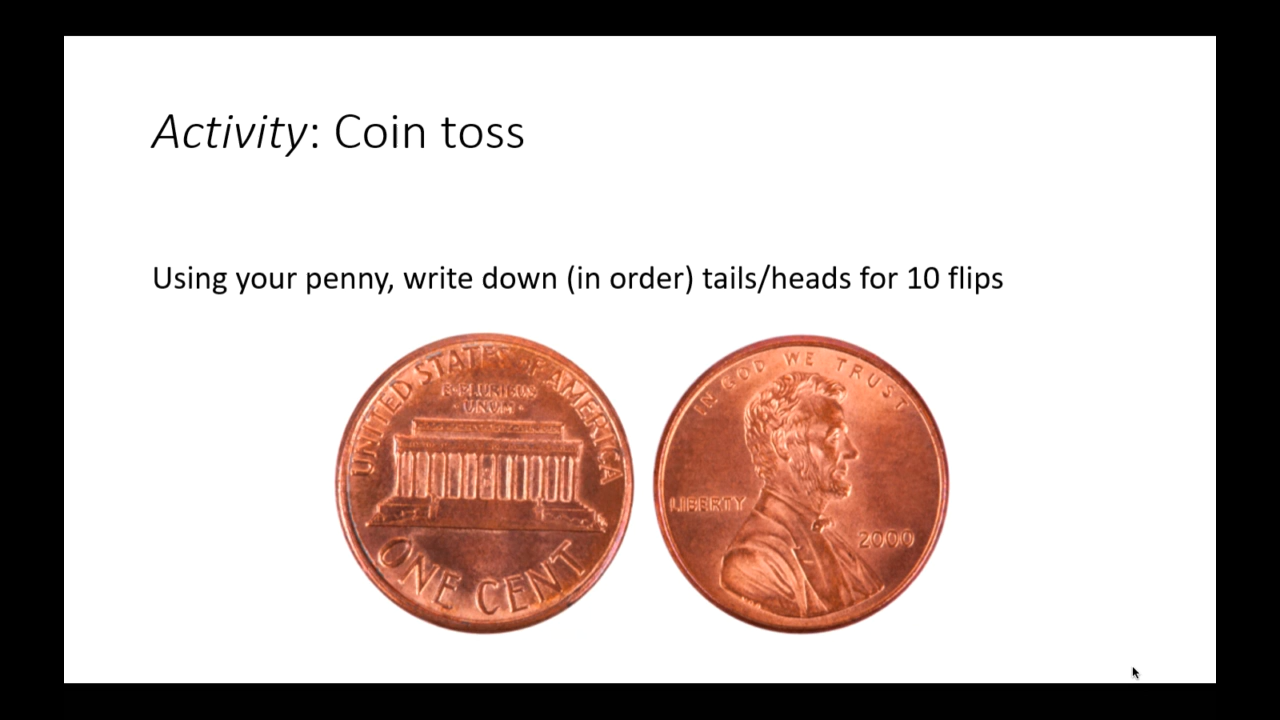 Activity: Coin toss
Using your penny, write down (in order) tails/heads for 10 flips
UNITED STATES OF AMERICA
E·PLURIBUS
·UNUM·
ONE CENT
IN GOD WE TRUST
LIBERTY
2000